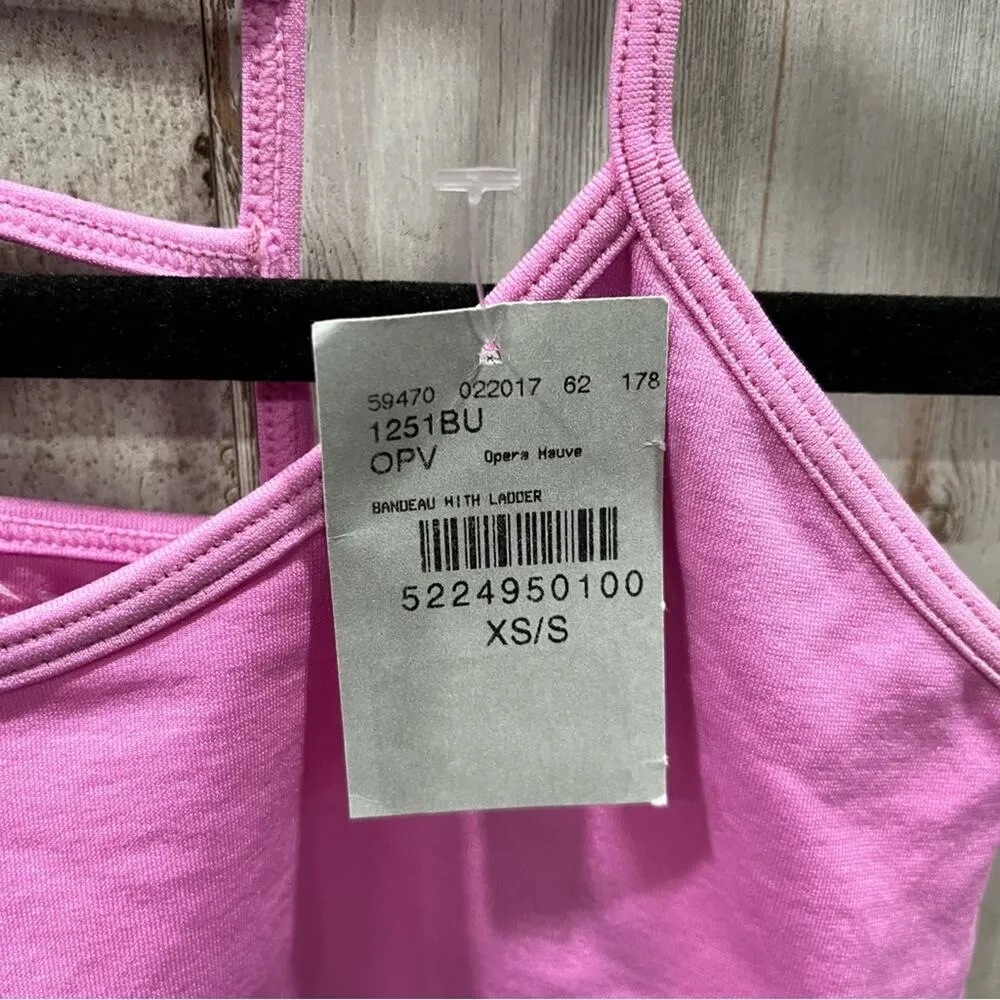 59470 022017 62 178
1251BU
OPV Opera Mauve
BANDEAU WITH LADDER
5224950100
XS/S